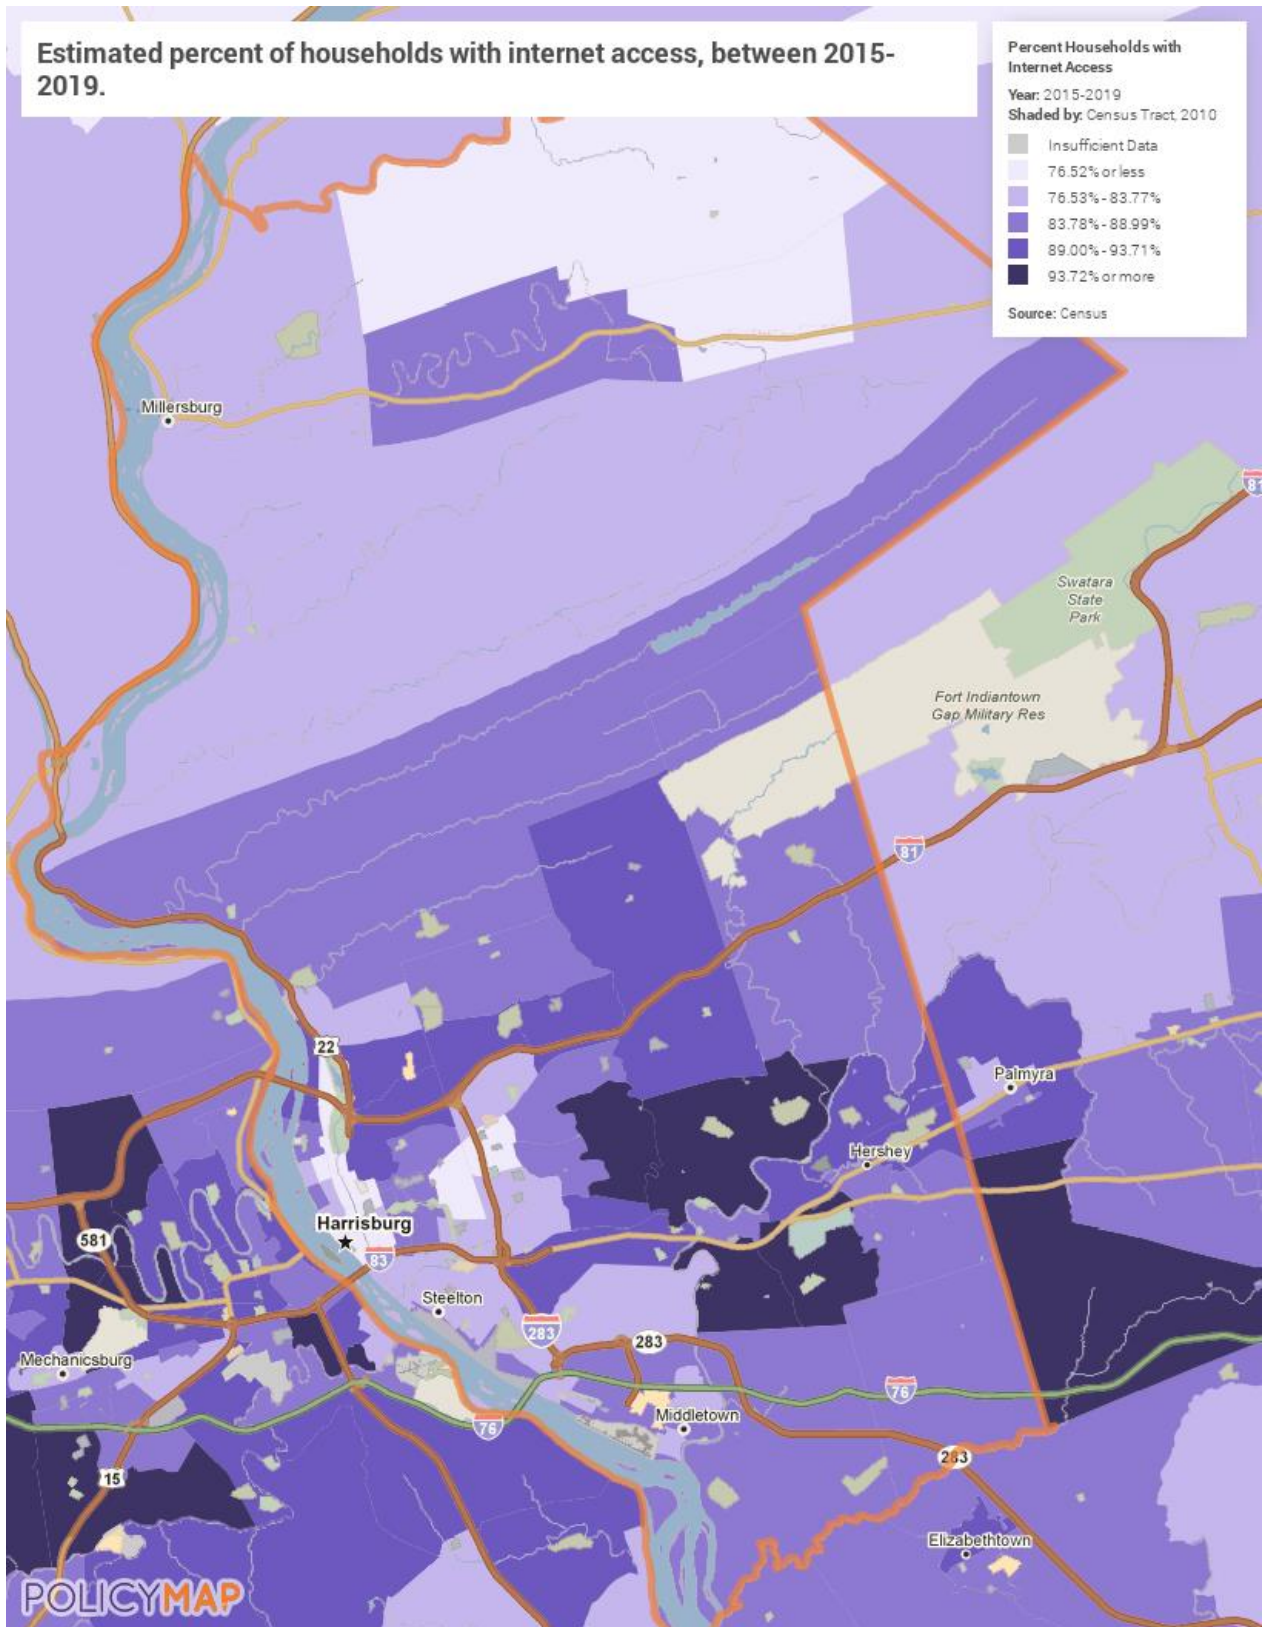 Estimated percent of households with internet access, between 2015-
2019.
Percent Households with
Internet Access
Year: 2015-2019
Shaded by: Census Tract, 2010
Insufficient Data
76.52% or less
76.53% - 83.77%
83.78% - 88.99%
89.00% - 93.71%
93.72% or more
Source: Census
Millersburg
81
Swatara
State
Park
Fort Indiantown
Gap Military Res
81
22
Palmyra
Hershey
Harrisburg
581
83
Steelton
283
283
Mechanicsburg
76
Middletown
76
283
15
Elizabethtown
POLICYMAP